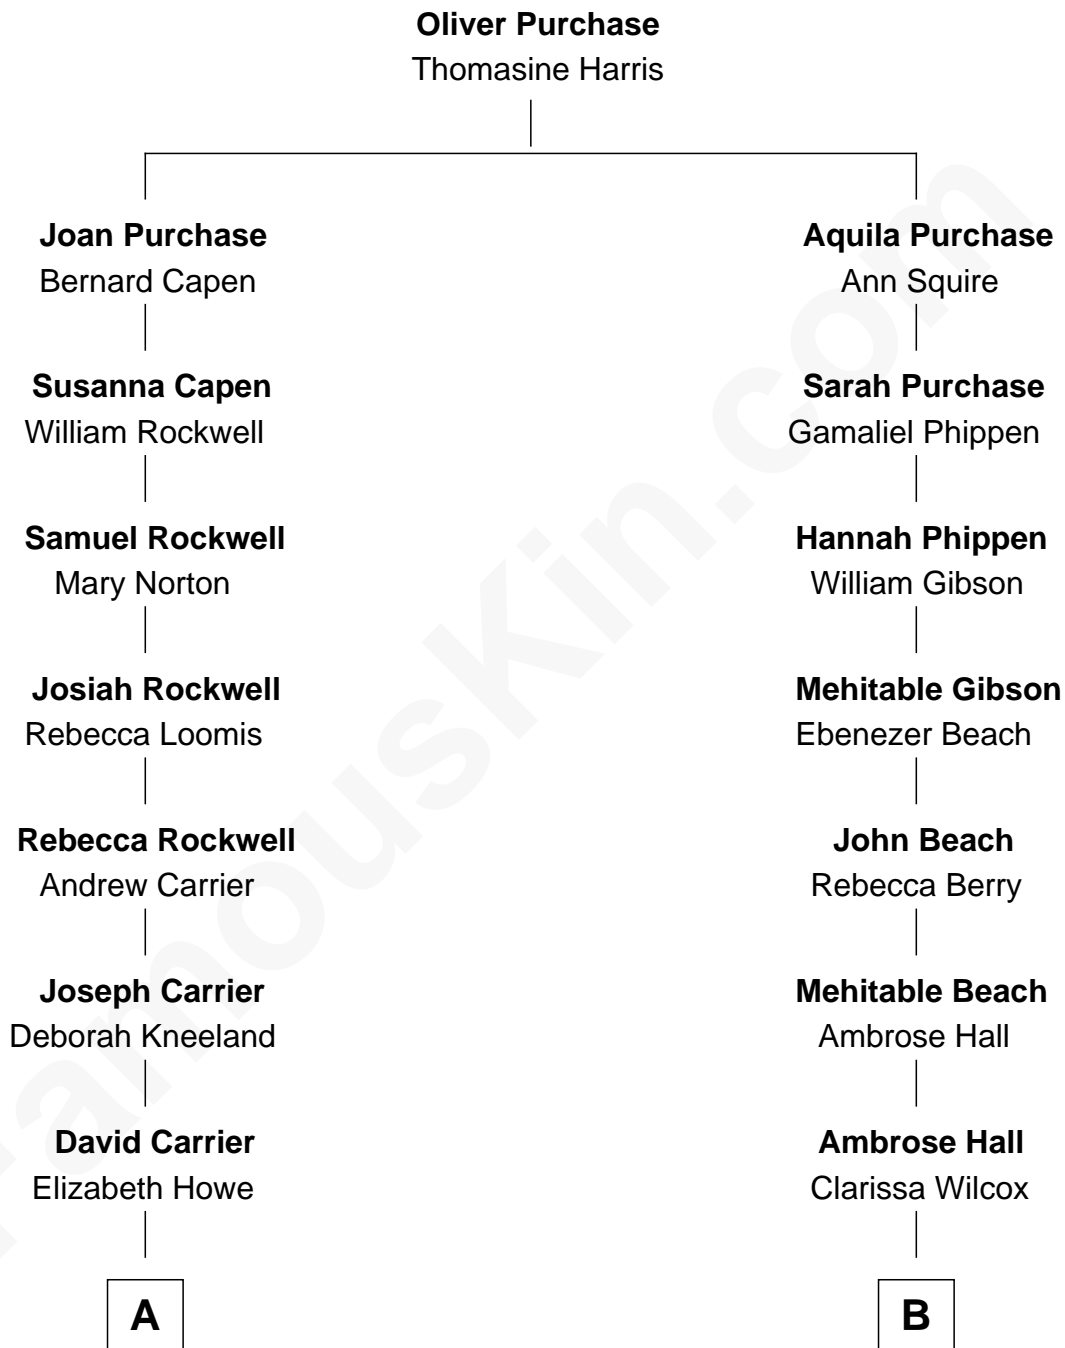 Oliver Purchase
Thomasine Harris
Joan Purchase
Bernard Capen
Aquila Purchase
Ann Squire
Susanna Capen
William Rockwell
Sarah Purchase
Gamaliel Phippen
Samuel Rockwell
Mary Norton
Hannah Phippen
William Gibson
Josiah Rockwell
Rebecca Loomis
Mehitable Gibson
Ebenezer Beach
Rebecca Rockwell
Andrew Carrier
John Beach
Rebecca Berry
Joseph Carrier
Deborah Kneeland
Mehitable Beach
Ambrose Hall
David Carrier
Elizabeth Howe
Ambrose Hall
Clarissa Wilcox
A
B
FamousKin.com